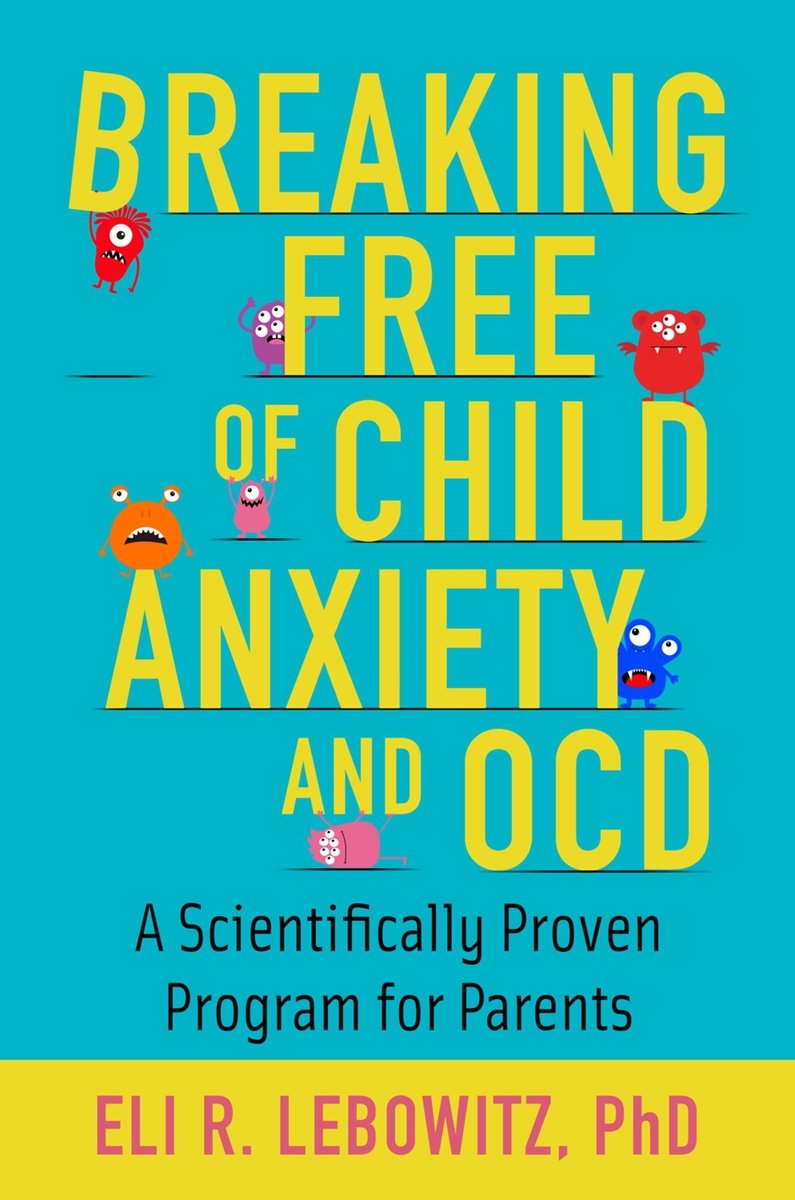 BREAKING
FREE
OF CHILD
ANXIETY
AND OCD
A Scientifically Proven
Program for Parents
ELI R. LEBOWITZ, PhD